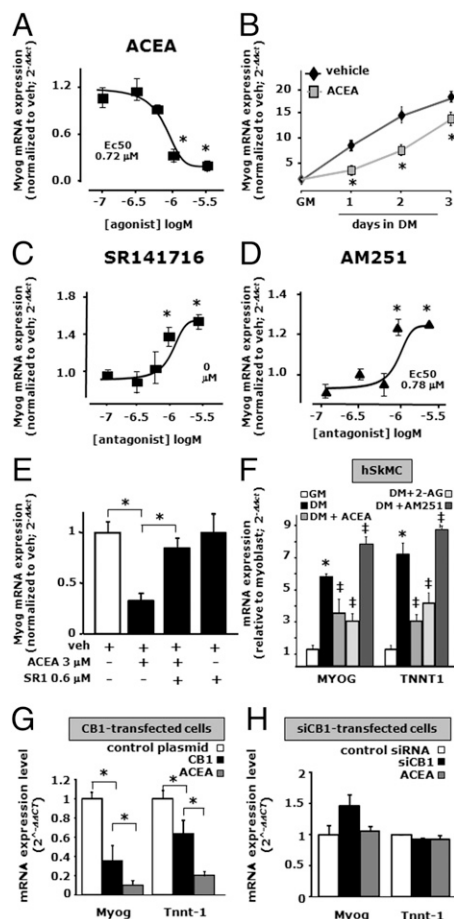 A
ACEA
Myog mRNA expression
(normalized to veh; 2-ΔΔct)
1.2
0.6
0.0
Ec50
0.72 µM
*
*
-7
-6.5
-6
-5.5
[agonist] logM
B
Myog mRNA expression
(normalized to veh; 2-ΔΔct)
vehicle
ACEA
20
15
10
5
*
*
*
GM
1
2
3
days in DM
C
SR141716
Myog mRNA expression
(normalized to veh; 2-ΔΔct)
1.8
1.4
1.0
*
*
0
µM
-7
-6.5
-6
-5.5
[antagonist] logM
D
AM251
Myog mRNA expression
(normalized to veh; 2-ΔΔct)
1.6
1.2
1.0
*
*
Ec50
0.78 µM
-7
-6.5
-6
-5.5
[antagonist] logM
E
Myog mRNA expression
(normalized to veh; 2-ΔΔct)
1
0.5
0
*
*
veh + + + +
ACEA 3 µM – + + –
SR1 0.6 µM – – + +
F
hSkMC
GM
DM
DM + ACEA
DM+2-AG
DM+AM251
mRNA expression
(relative to myoblast; 2-ΔΔct)
9
7
5
3
1
*
‡
‡
‡
*
‡
‡
‡
MYOG
TNNT1
G
CB1-transfected cells
control plasmid
CB1
ACEA
mRNA expression level
(2^-ΔΔCT)
1
0.8
0.6
0.4
0.2
0
*
*
*
*
Myog
Tnnt-1
H
siCB1-transfected cells
control siRNA
siCB1
ACEA
mRNA expression level
(2^-ΔΔCT)
2
1.5
1
0.5
0
Myog
Tnnt-1